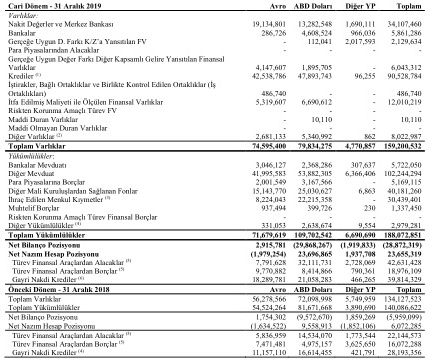 Cari Dönem - 31 Aralık 2019 Avro ABD Doları Diğer YP Toplam
Varlıklar:
Nakit Değerler ve Merkez Bankası 19,134,801 13,282,548 1,690,111 34,107,460
Bankalar 286,726 4,608,524 966,036 5,861,286
Gerçeğe Uygun D. Farkı K/Z'a Yansıtılan FV - 112,041 2,017,593 2,129,634
Para Piyasalarından Alacaklar - - - -
Gerçeğe Uygun Değer Farkı Diğer Kapsamlı Gelire Yansıtılan Finansal
Varlıklar 4,147,607 1,895,705 - 6,043,312
Krediler (1) 42,538,786 47,893,743 96,255 90,528,784
İştirakler, Bağlı Ortaklıklar ve Birlikte Kontrol Edilen Ortaklıklar (İş
Ortaklıkları) 486,740 - - 486,740
İtfa Edilmiş Maliyeti ile Ölçülen Finansal Varlıklar 5,319,607 6,690,612 - 12,010,219
Riskten Korunma Amaçlı Türev FV - - - -
Maddi Duran Varlıklar - 10,110 - 10,110
Maddi Olmayan Duran Varlıklar - - - -
Diğer Varlıklar (2) 2,681,133 5,340,992 862 8,022,987
Toplam Varlıklar 74,595,400 79,834,275 4,770,857 159,200,532
Yükümlülükler:
Bankalar Mevduatı 3,046,127 2,368,286 307,637 5,722,050
Diğer Mevduat 41,995,583 53,882,305 6,366,406 102,244,294
Para Piyasalarına Borçlar 2,001,549 3,167,566 - 5,169,115
Diğer Mali Kuruluşlardan Sağlanan Fonlar 15,143,770 25,030,627 6,863 40,181,260
İhraç Edilen Menkul Kıymetler (3) 8,224,043 22,215,358 - 30,439,401
Muhtelif Borçlar 937,494 399,726 230 1,337,450
Riskten Korunma Amaçlı Türev Finansal Borçlar - - - -
Diğer Yükümlülükler (4) 331,053 2,638,674 9,554 2,979,281
Toplam Yükümlülükler 71,679,619 109,702,542 6,690,690 188,072,851
Net Bilanço Pozisyonu 2,915,781 (29,868,267) (1,919,833) (28,872,319)
Net Nazım Hesap Pozisyonu (1,979,254) 23,696,865 1,937,708 23,655,319
Türev Finansal Araçlardan Alacaklar (5) 7,791,628 32,111,731 2,728,069 42,631,428
Türev Finansal Araçlardan Borçlar (5) 9,770,882 8,414,866 790,361 18,976,109
Gayri Nakdi Krediler (6) 18,289,781 21,058,283 466,265 39,814,329
Önceki Dönem - 31 Aralık 2018
Toplam Varlıklar 56,278,566 72,098,998 5,749,959 134,127,523
Toplam Yükümlülükler 54,524,264 81,671,668 3,890,690 140,086,622
Net Bilanço Pozisyonu 1,754,302 (9,572,670) 1,859,269 (5,959,099)
Net Nazım Hesap Pozisyonu (1,634,522) 9,558,913 (1,852,106) 6,072,285
Türev Finansal Araçlardan Alacaklar (5) 5,836,959 14,534,070 1,773,544 22,144,573
Türev Finansal Araçlardan Borçlar (5) 7,471,481 4,975,157 3,625,650 16,072,288
Gayri Nakdi Krediler (6) 11,157,110 16,614,455 421,791 28,193,356